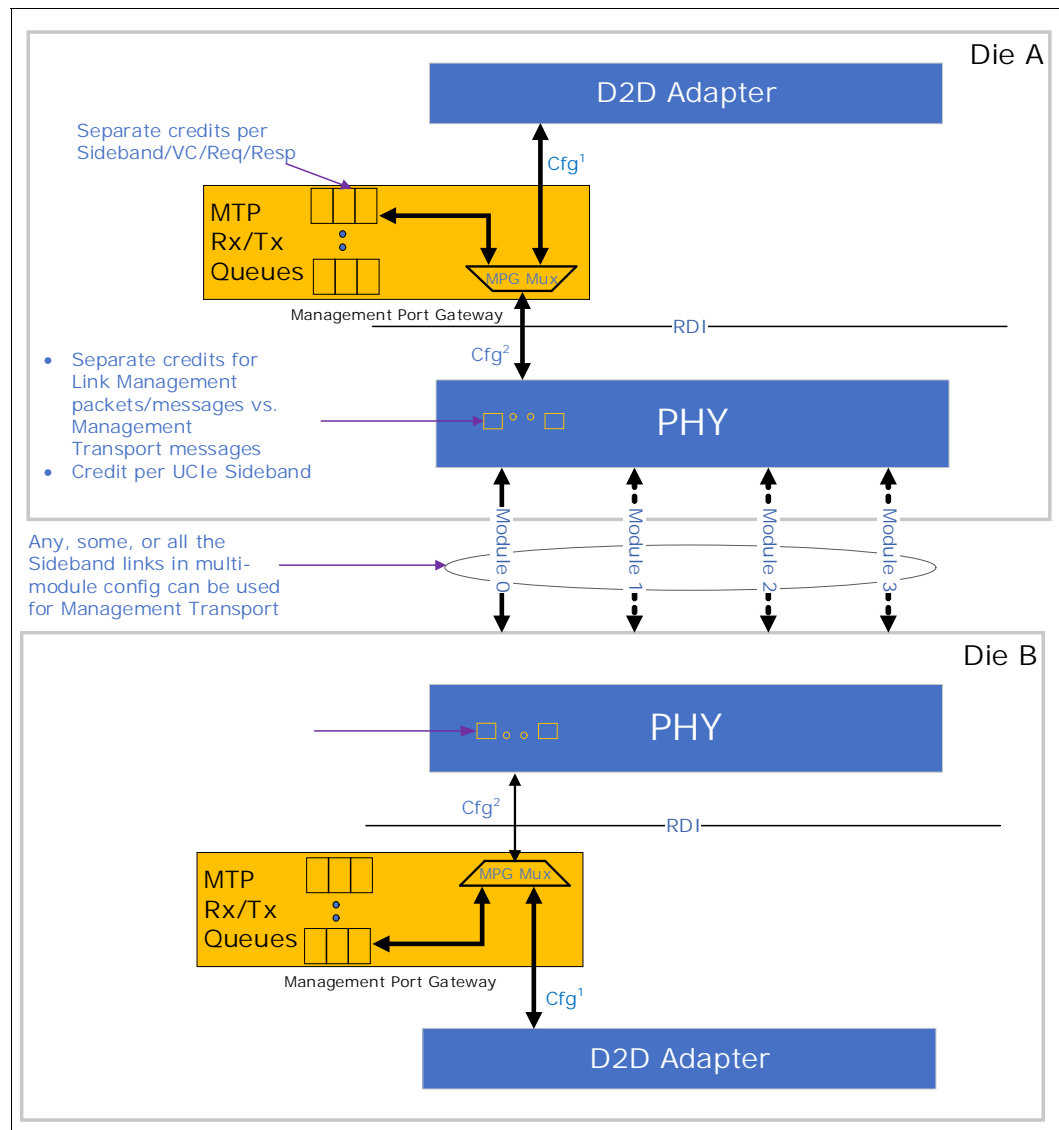 Die A
D2D Adapter
Separate credits per
Sideband/VC/Req/Resp
Cfg1
MTP
Rx/Tx
Queues
MPG Mux
Management Port Gateway
RDI
Cfg2
• Separate credits for
Link Management
packets/messages vs.
Management
Transport messages
• Credit per UCIe Sideband
PHY
Module 0
Module 1
Module 2
Module 3
Any, some, or all the
Sideband links in multi-
module config can be used
for Management Transport
Die B
PHY
Cfg2
RDI
MTP
Rx/Tx
Queues
MPG Mux
Management Port Gateway
Cfg1
D2D Adapter